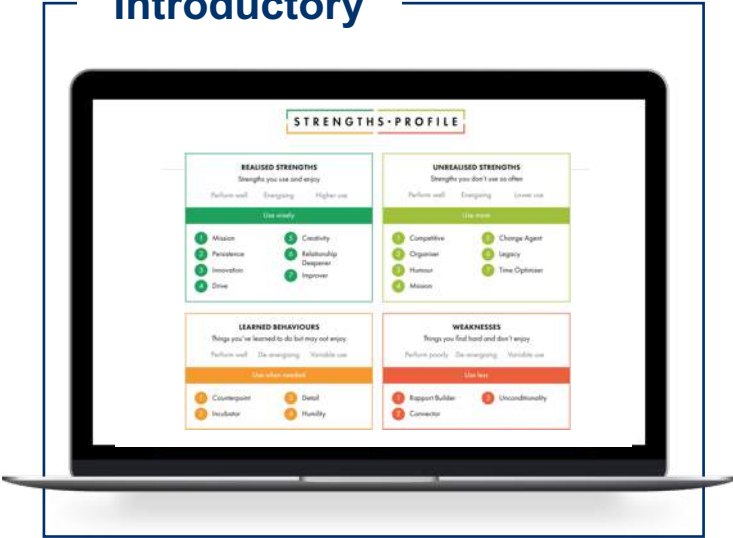 Introductory
STRENGTHS·PROFILE
REALISED STRENGTHS
Strengths you use and enjoy
Perform well Energising Higher use
Use wisely
1 Mission
2 Persistence
3 Innovation
4 Drive
5 Creativity
6 Relationship
Deepener
7 Improver
UNREALISED STRENGTHS
Strengths you don't use so often
Perform well Energising Lower use
Use more
1 Competitive
2 Organiser
3 Humour
4 Mission
5 Change Agent
6 Legacy
7 Time Optimiser
LEARNED BEHAVIOURS
Things you've learned to do but may not enjoy
Perform well De-energising Variable use
Use when needed
1 Counterpoint
2 Incubator
3 Detail
4 Humility
WEAKNESSES
Things you find hard and don't enjoy
Perform poorly De-energising Variable use
Use less
1 Rapport Builder
2 Connector
3 Unconditionality